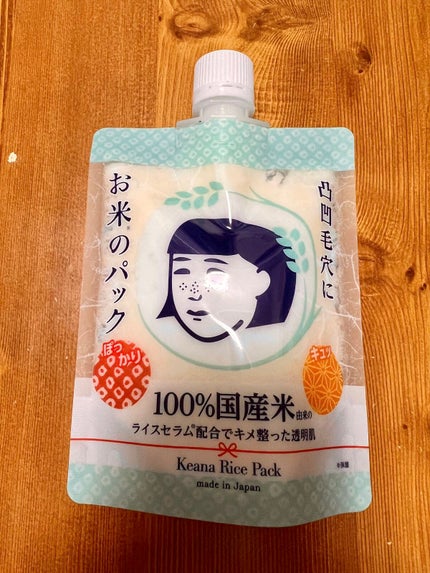 凸凹毛穴に
お米のパック
ぽっかり
キュッ
100%国産米由来の
ライスセラム配合でキメ整った透明肌
Keana Rice Pack
made in Japan